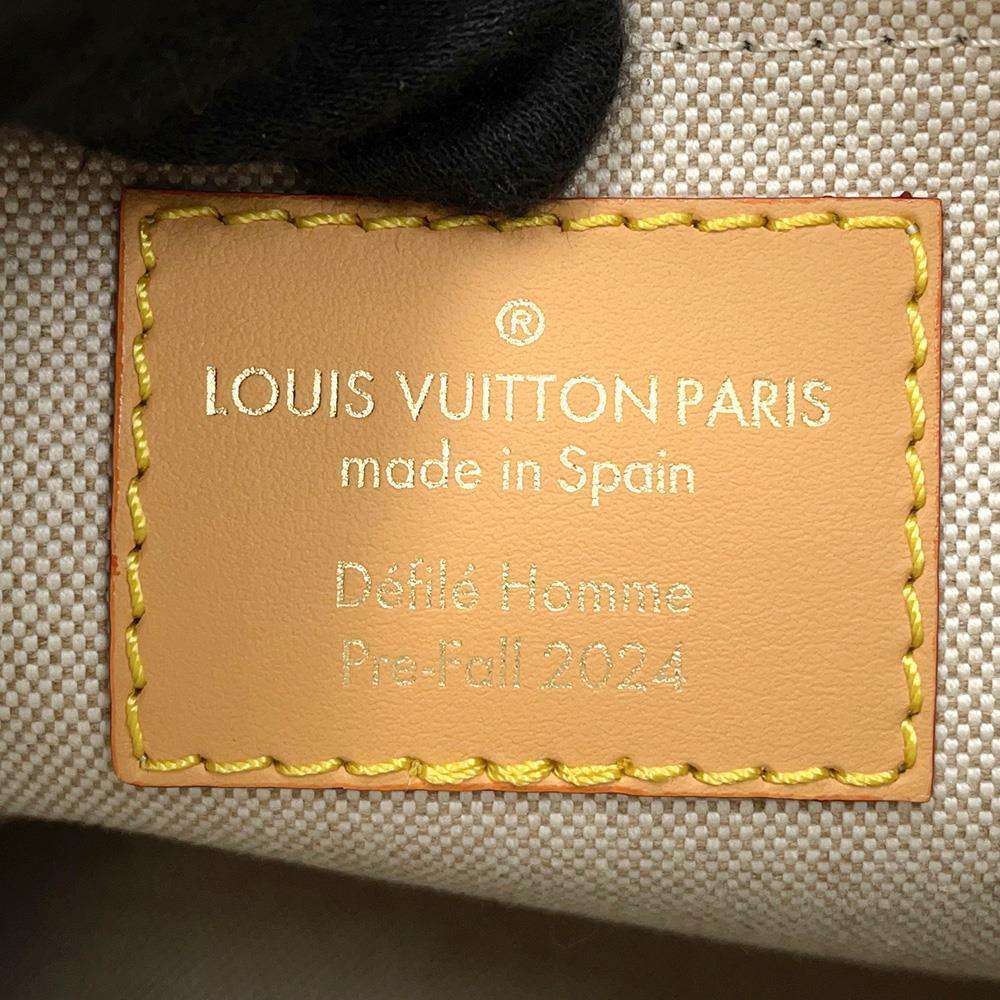 ®
LOUIS VUITTON PARIS
made in Spain
Défilé Homme
Pre-Fall 2024